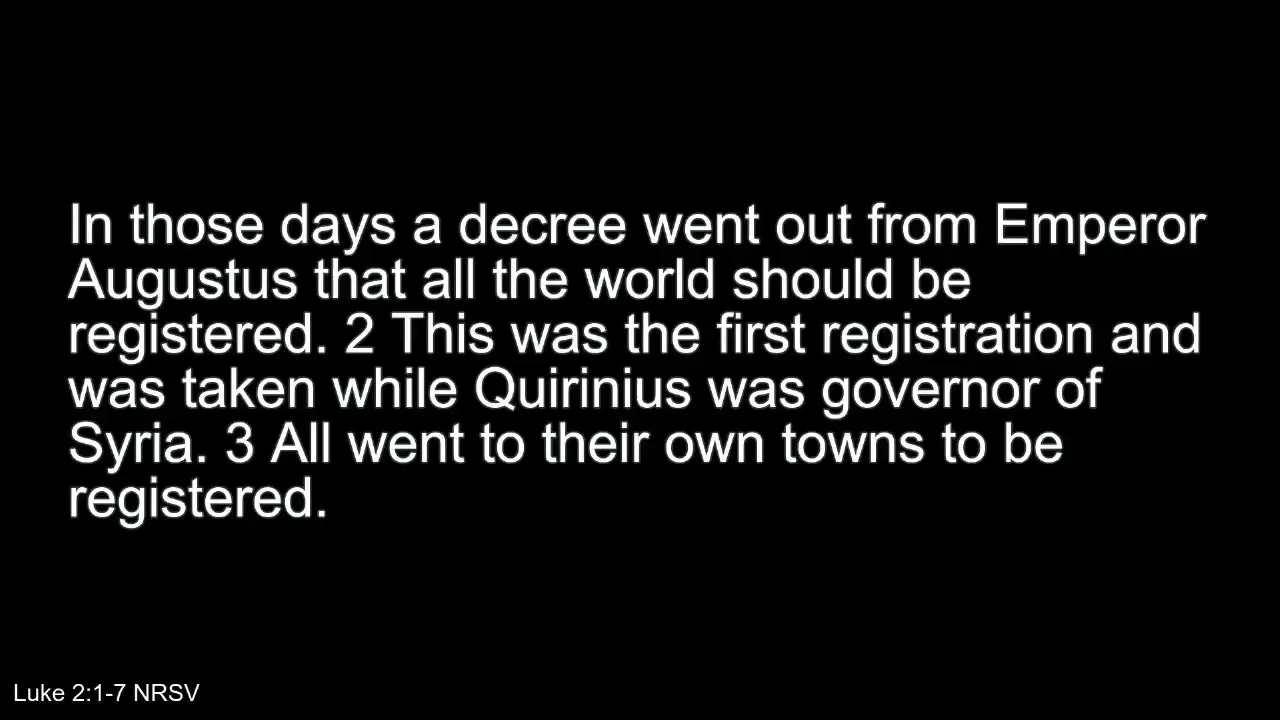 In those days a decree went out from Emperor
Augustus that all the world should be
registered. 2 This was the first registration and
was taken while Quirinius was governor of
Syria. 3 All went to their own towns to be
registered.
Luke 2:1-7 NRSV